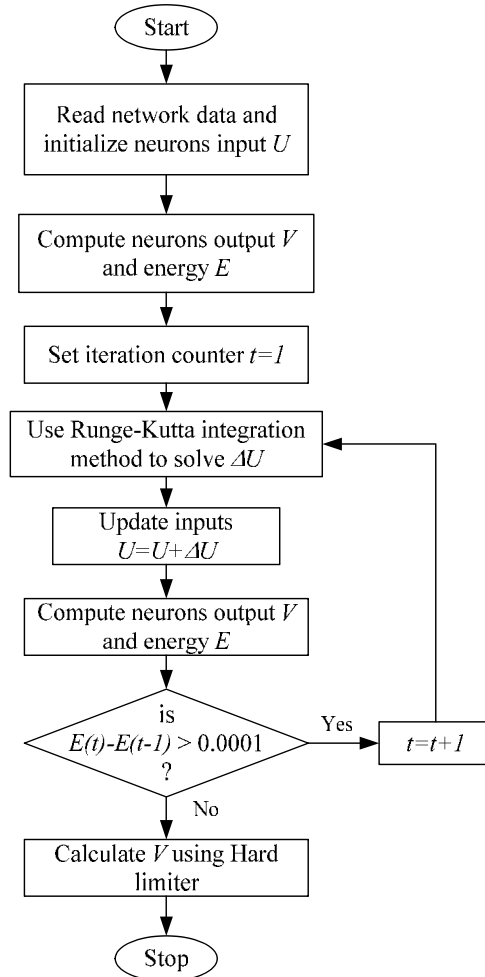 Start
Read network data and
initialize neurons input U
Compute neurons output V
and energy E
Set iteration counter t=1
Use Runge-Kutta integration
method to solve ΔU
Update inputs
U=U+ΔU
Compute neurons output V
and energy E
is
E(t)-E(t-1) > 0.0001
?
Yes
t=t+1
No
Calculate V using Hard
limiter
Stop